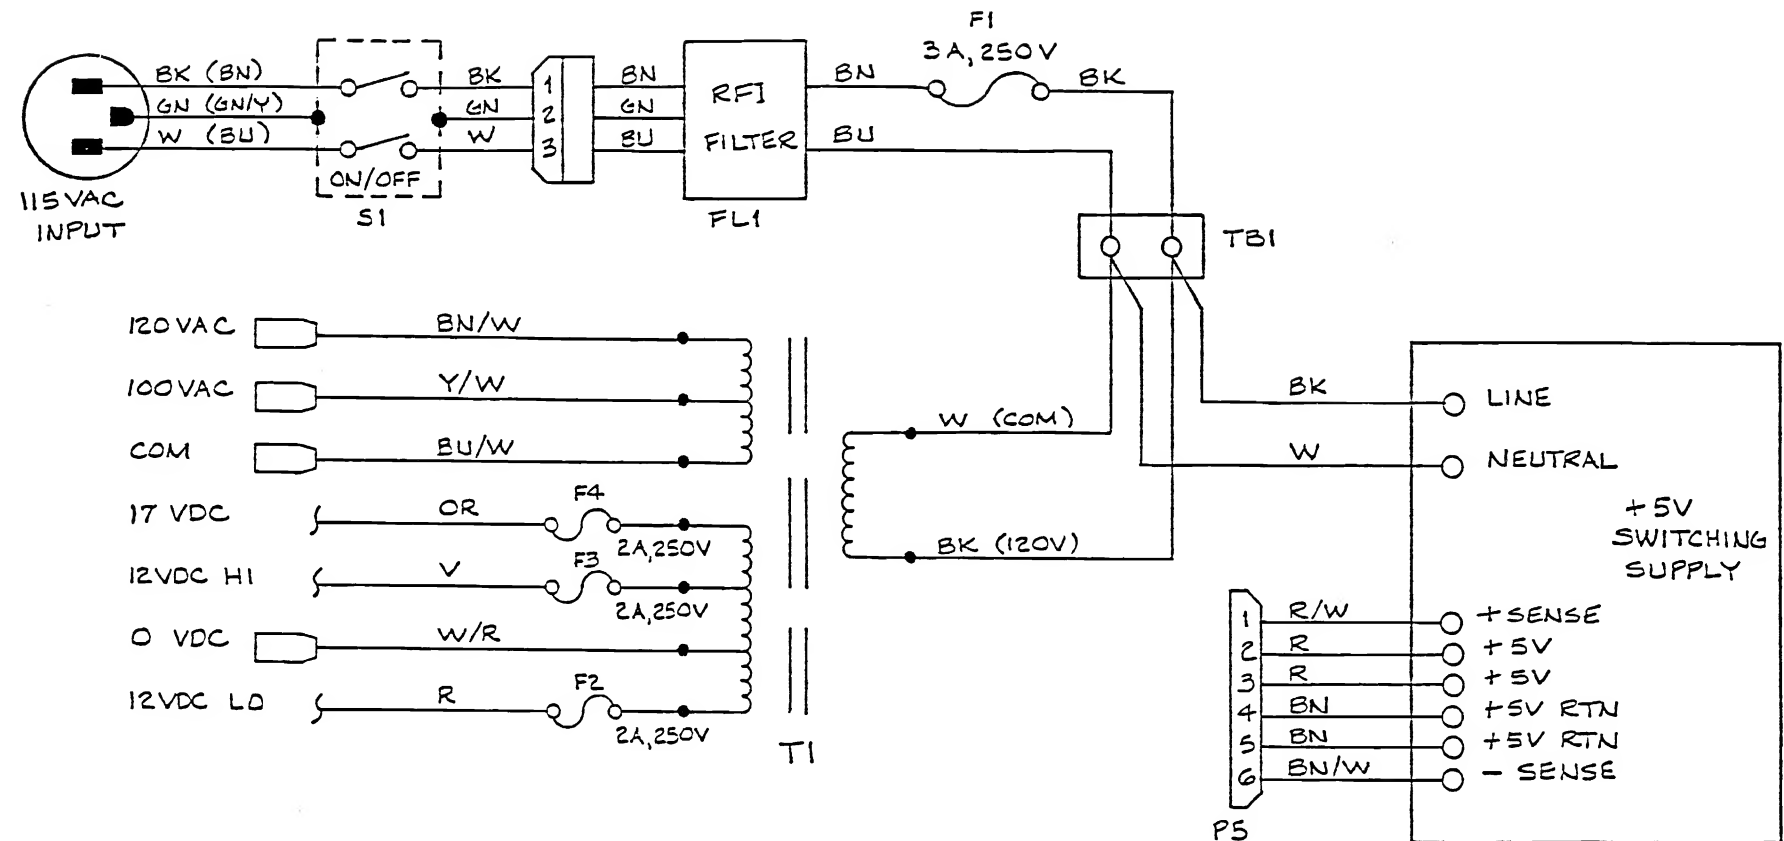 F1
3A, 250V
BK (BN)
GN (GN/Y)
W (BU)
BK
GN
W
1
2
3
BN
GN
BU
RFI
FILTER
BN
BU
BK
ON/OFF
S1
FL1
115VAC
INPUT
TB1
120VAC
BN/W
100VAC
Y/W
COM
BU/W
17 VDC
OR
F4
2A, 250V
12VDC HI
V
F3
2A, 250V
0 VDC
W/R
12VDC LO
R
F2
2A, 250V
T1
W (COM)
BK (120V)
BK
LINE
W
NEUTRAL
+5V
SWITCHING
SUPPLY
1 R/W +SENSE
2 R +5V
3 R +5V
4 BN +5V RTN
5 BN +5V RTN
6 BN/W - SENSE
P5